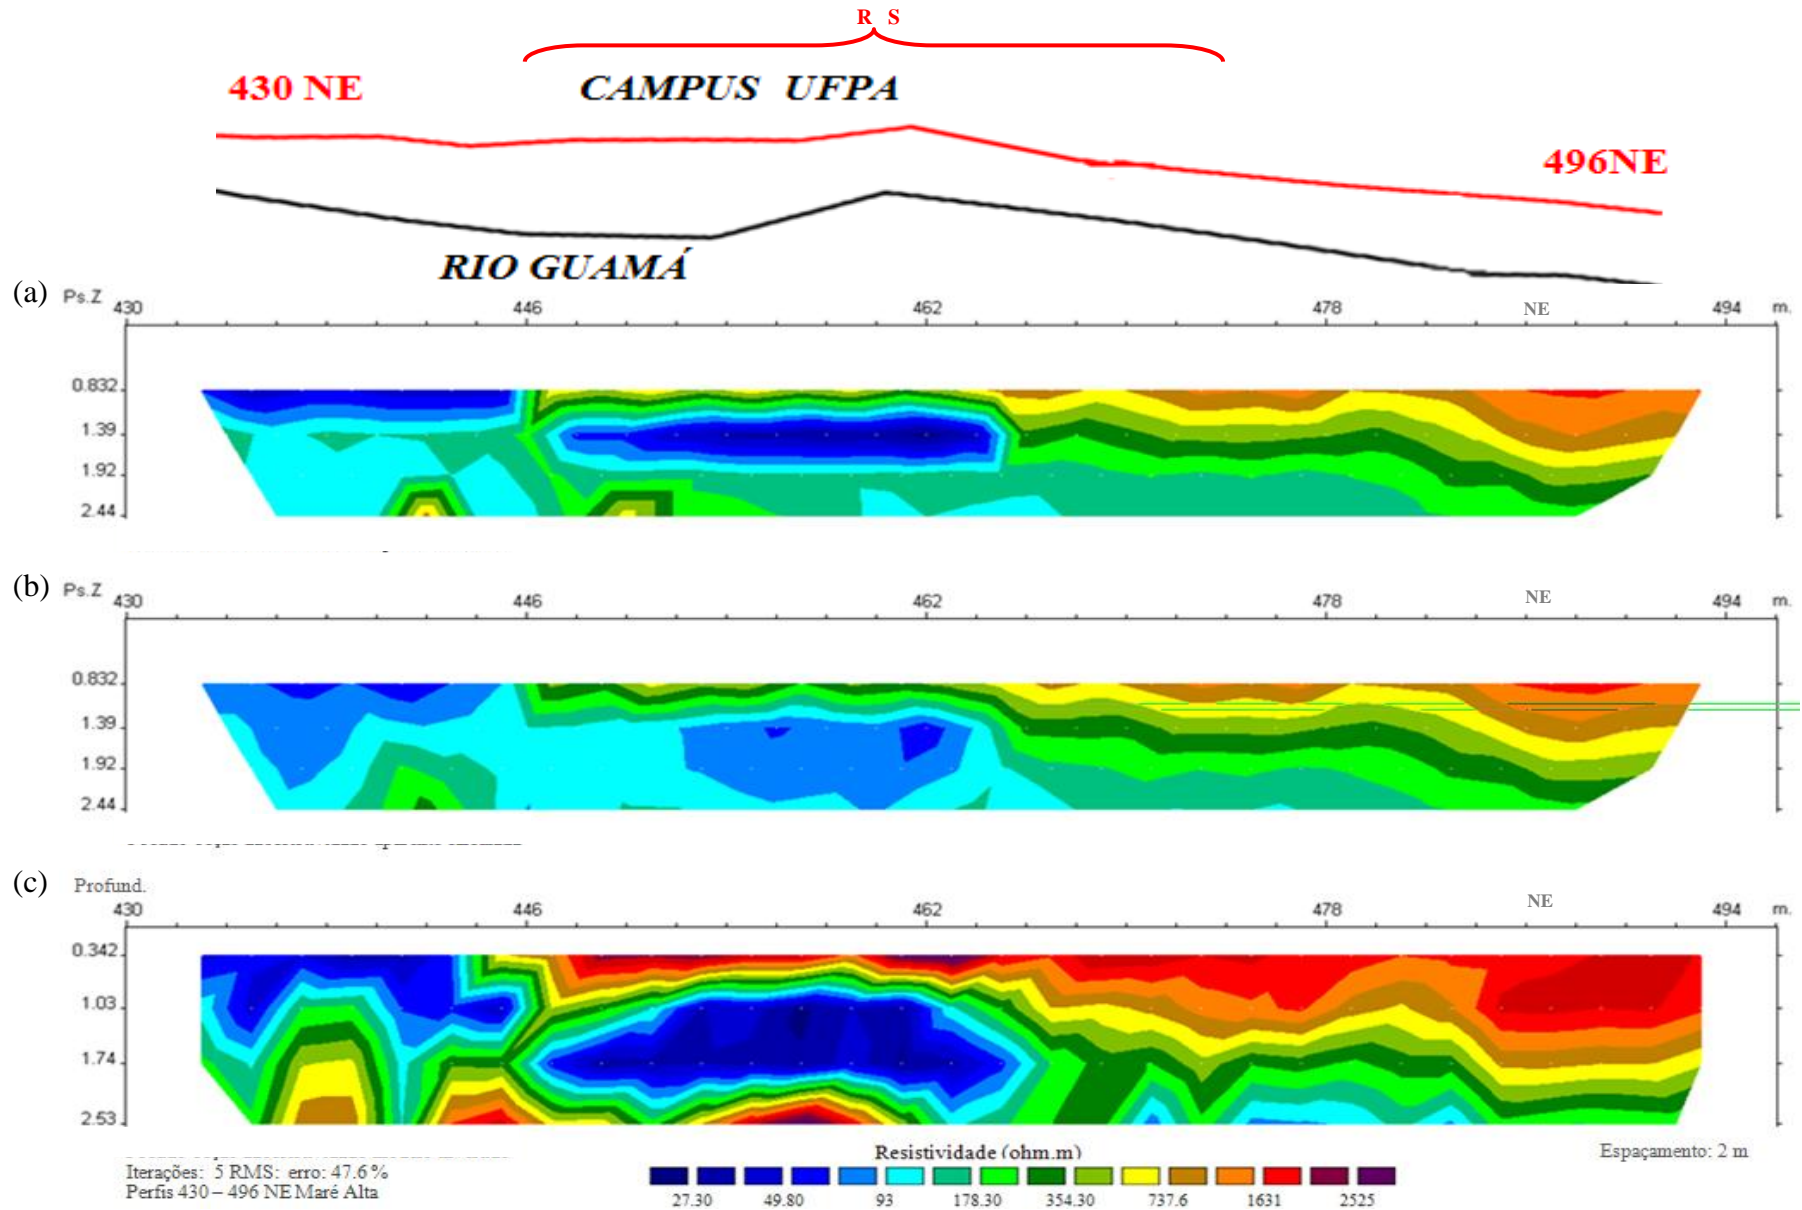 R S
430 NE
CAMPUS UFPA
496NE
RIO GUAMÁ
(a) Ps.Z
430 446 462 478 NE 494 m.
0.832
1.39
1.92
2.44
(b) Ps.Z
430 446 462 478 NE 494 m.
0.832
1.39
1.92
2.44
(c) Profund.
430 446 462 478 NE 494 m.
0.342
1.03
1.74
2.53
Resistividade (ohm.m)
Espaçamento: 2 m
Iterações: 5 RMS: erro: 47.6 %
Perfis 430 – 496 NE Maré Alta
27.30 49.80 93 178.30 354.30 737.6 1631 2525